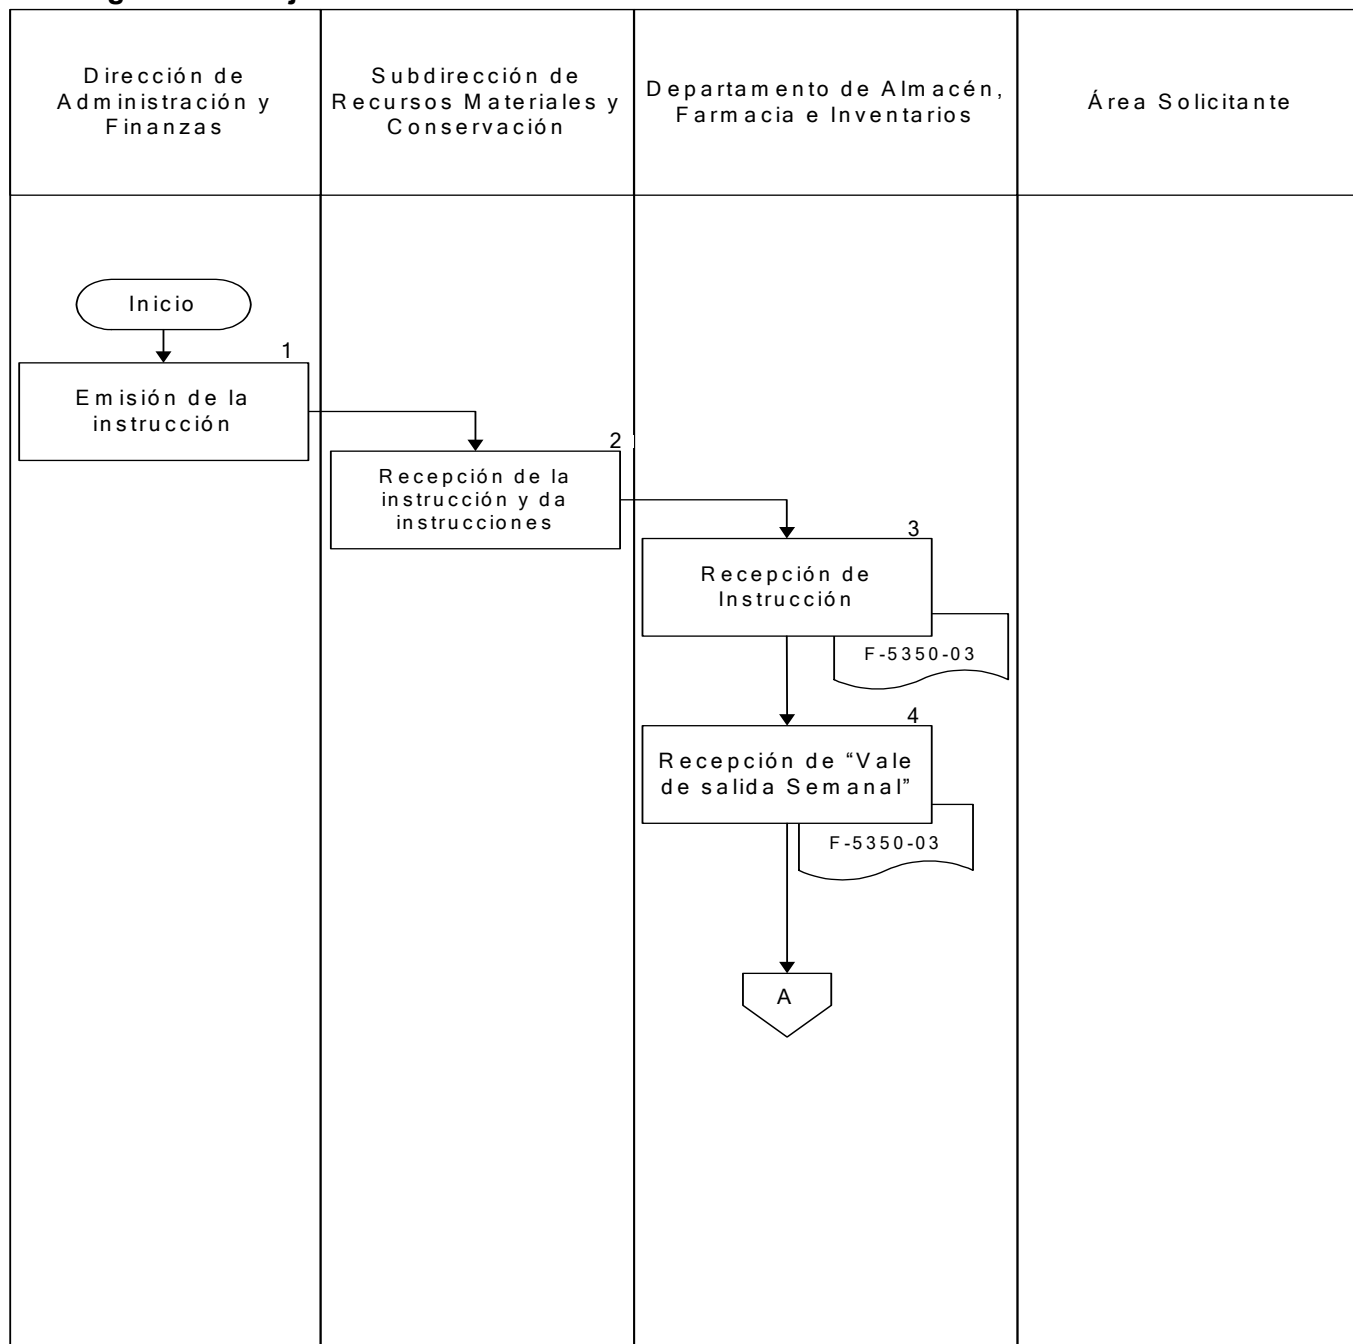 Dirección de
Administración y
Finanzas
Subdirección de
Recursos Materiales y
Conservación
Departamento de Almacén,
Farmacia e Inventarios
Área Solicitante
Inicio
1
Emisión de la
instrucción
2
Recepción de la
instrucción y da
instrucciones
3
Recepción de
Instrucción
F-5350-03
4
Recepción de “Vale
de salida Semanal”
F-5350-03
A